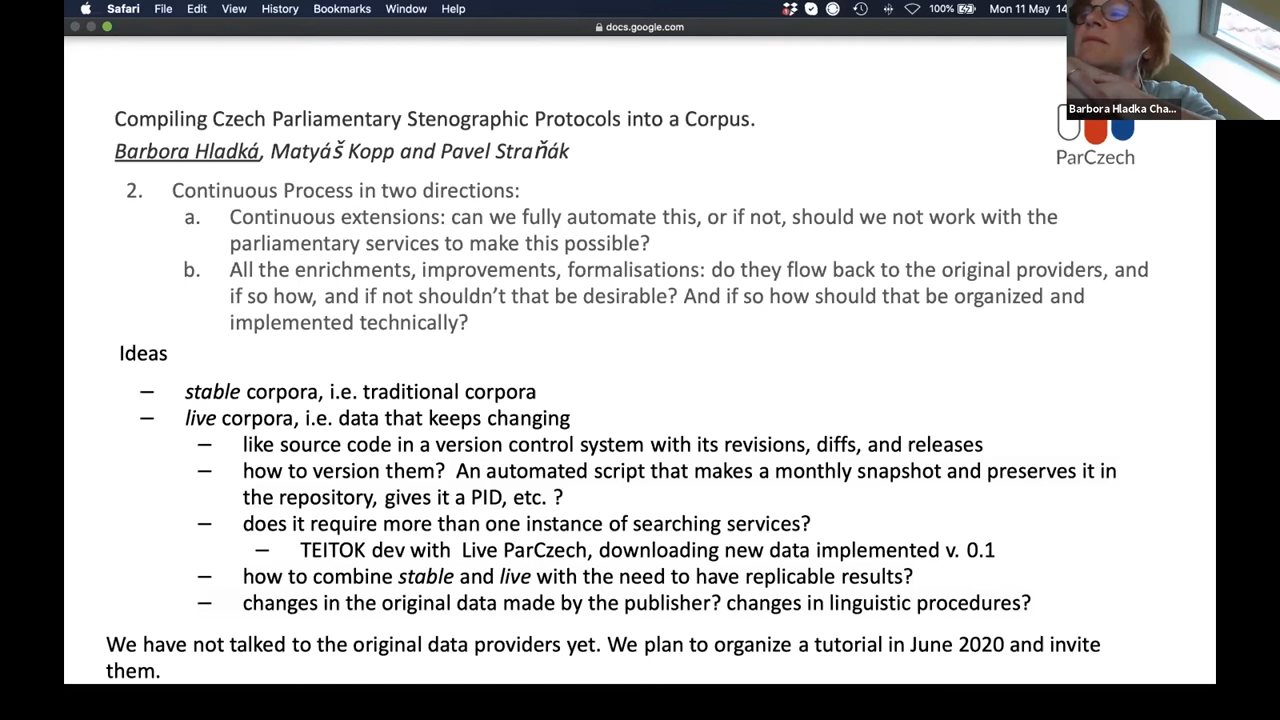 Safari File Edit View History Bookmarks Window Help 100% Mon 11 May 14
docs.google.com
Barbora Hladka Cha...
Compiling Czech Parliamentary Stenographic Protocols into a Corpus.
Barbora Hladká, Matyáš Kopp and Pavel Straňák
ParCzech
2. Continuous Process in two directions:
a. Continuous extensions: can we fully automate this, or if not, should we not work with the
parliamentary services to make this possible?
b. All the enrichments, improvements, formalisations: do they flow back to the original providers, and
if so how, and if not shouldn't that be desirable? And if so how should that be organized and
implemented technically?
Ideas
– stable corpora, i.e. traditional corpora
– live corpora, i.e. data that keeps changing
– like source code in a version control system with its revisions, diffs, and releases
– how to version them? An automated script that makes a monthly snapshot and preserves it in
the repository, gives it a PID, etc. ?
– does it require more than one instance of searching services?
– TEITOK dev with Live ParCzech, downloading new data implemented v. 0.1
– how to combine stable and live with the need to have replicable results?
– changes in the original data made by the publisher? changes in linguistic procedures?
We have not talked to the original data providers yet. We plan to organize a tutorial in June 2020 and invite
them.